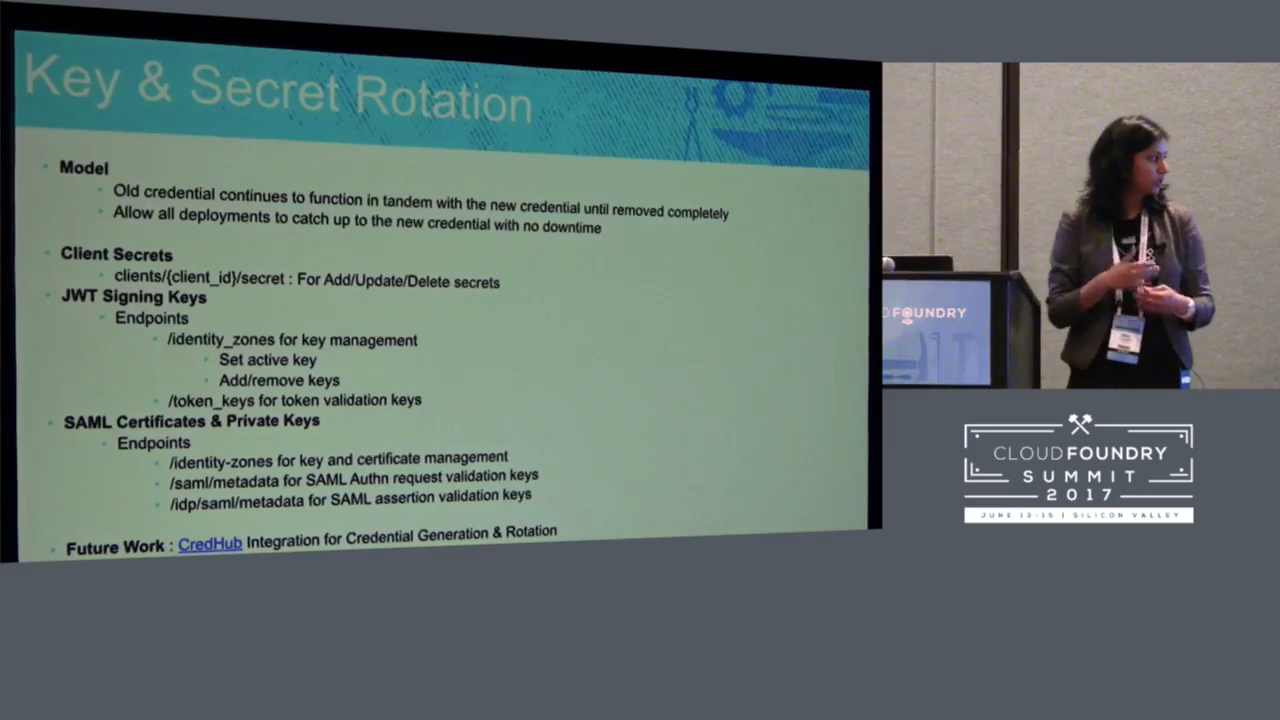 Key & Secret Rotation
Model
Old credential continues to function in tandem with the new credential until removed completely
Allow all deployments to catch up to the new credential with no downtime
Client Secrets
clients/{client_id}/secret : For Add/Update/Delete secrets
JWT Signing Keys
Endpoints
/identity_zones for key management
Set active key
Add/remove keys
/token_keys for token validation keys
SAML Certificates & Private Keys
Endpoints
/identity-zones for key and certificate management
/saml/metadata for SAML Authn request validation keys
/idp/saml/metadata for SAML assertion validation keys
Future Work : CredHub Integration for Credential Generation & Rotation
D FOUNDRY
CLOUD FOUNDRY
SUMMIT
2017
JUNE 13-15 | SILICON VALLEY